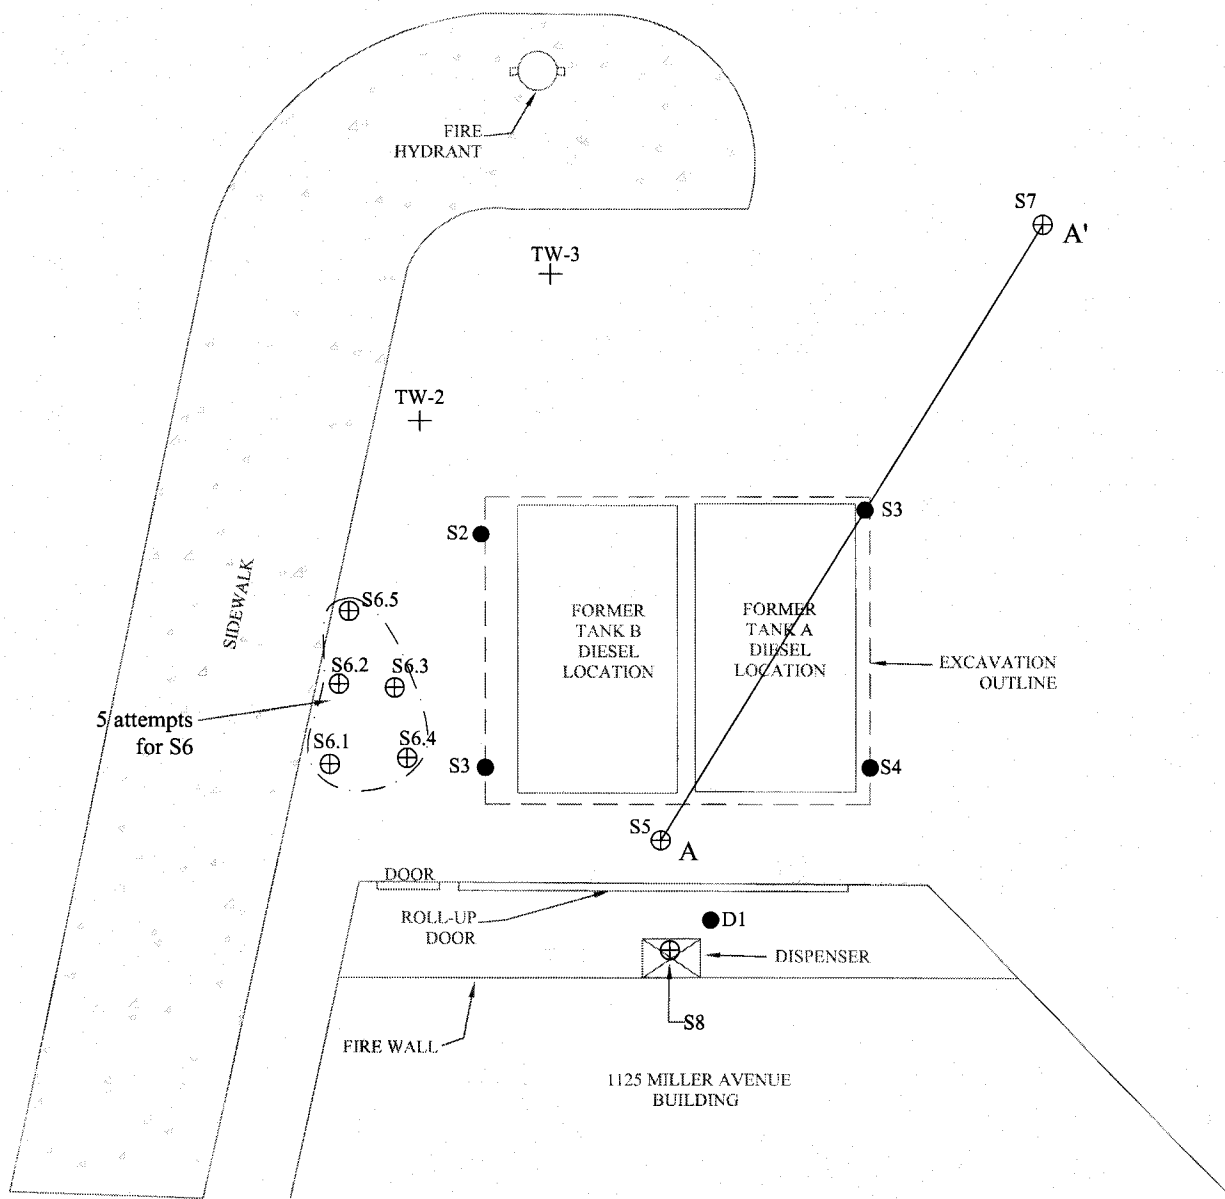 FIRE
HYDRANT
S7
A'
TW-3
TW-2
S2
S3
SIDEWALK
S6.5
FORMER
TANK B
DIESEL
LOCATION
FORMER
TANK A
DIESEL
LOCATION
S6.2
S6.3
EXCAVATION
OUTLINE
5 attempts
for S6
S6.1
S6.4
S3
S4
S5
A
DOOR
ROLL-UP
DOOR
D1
DISPENSER
S8
FIRE WALL
1125 MILLER AVENUE
BUILDING